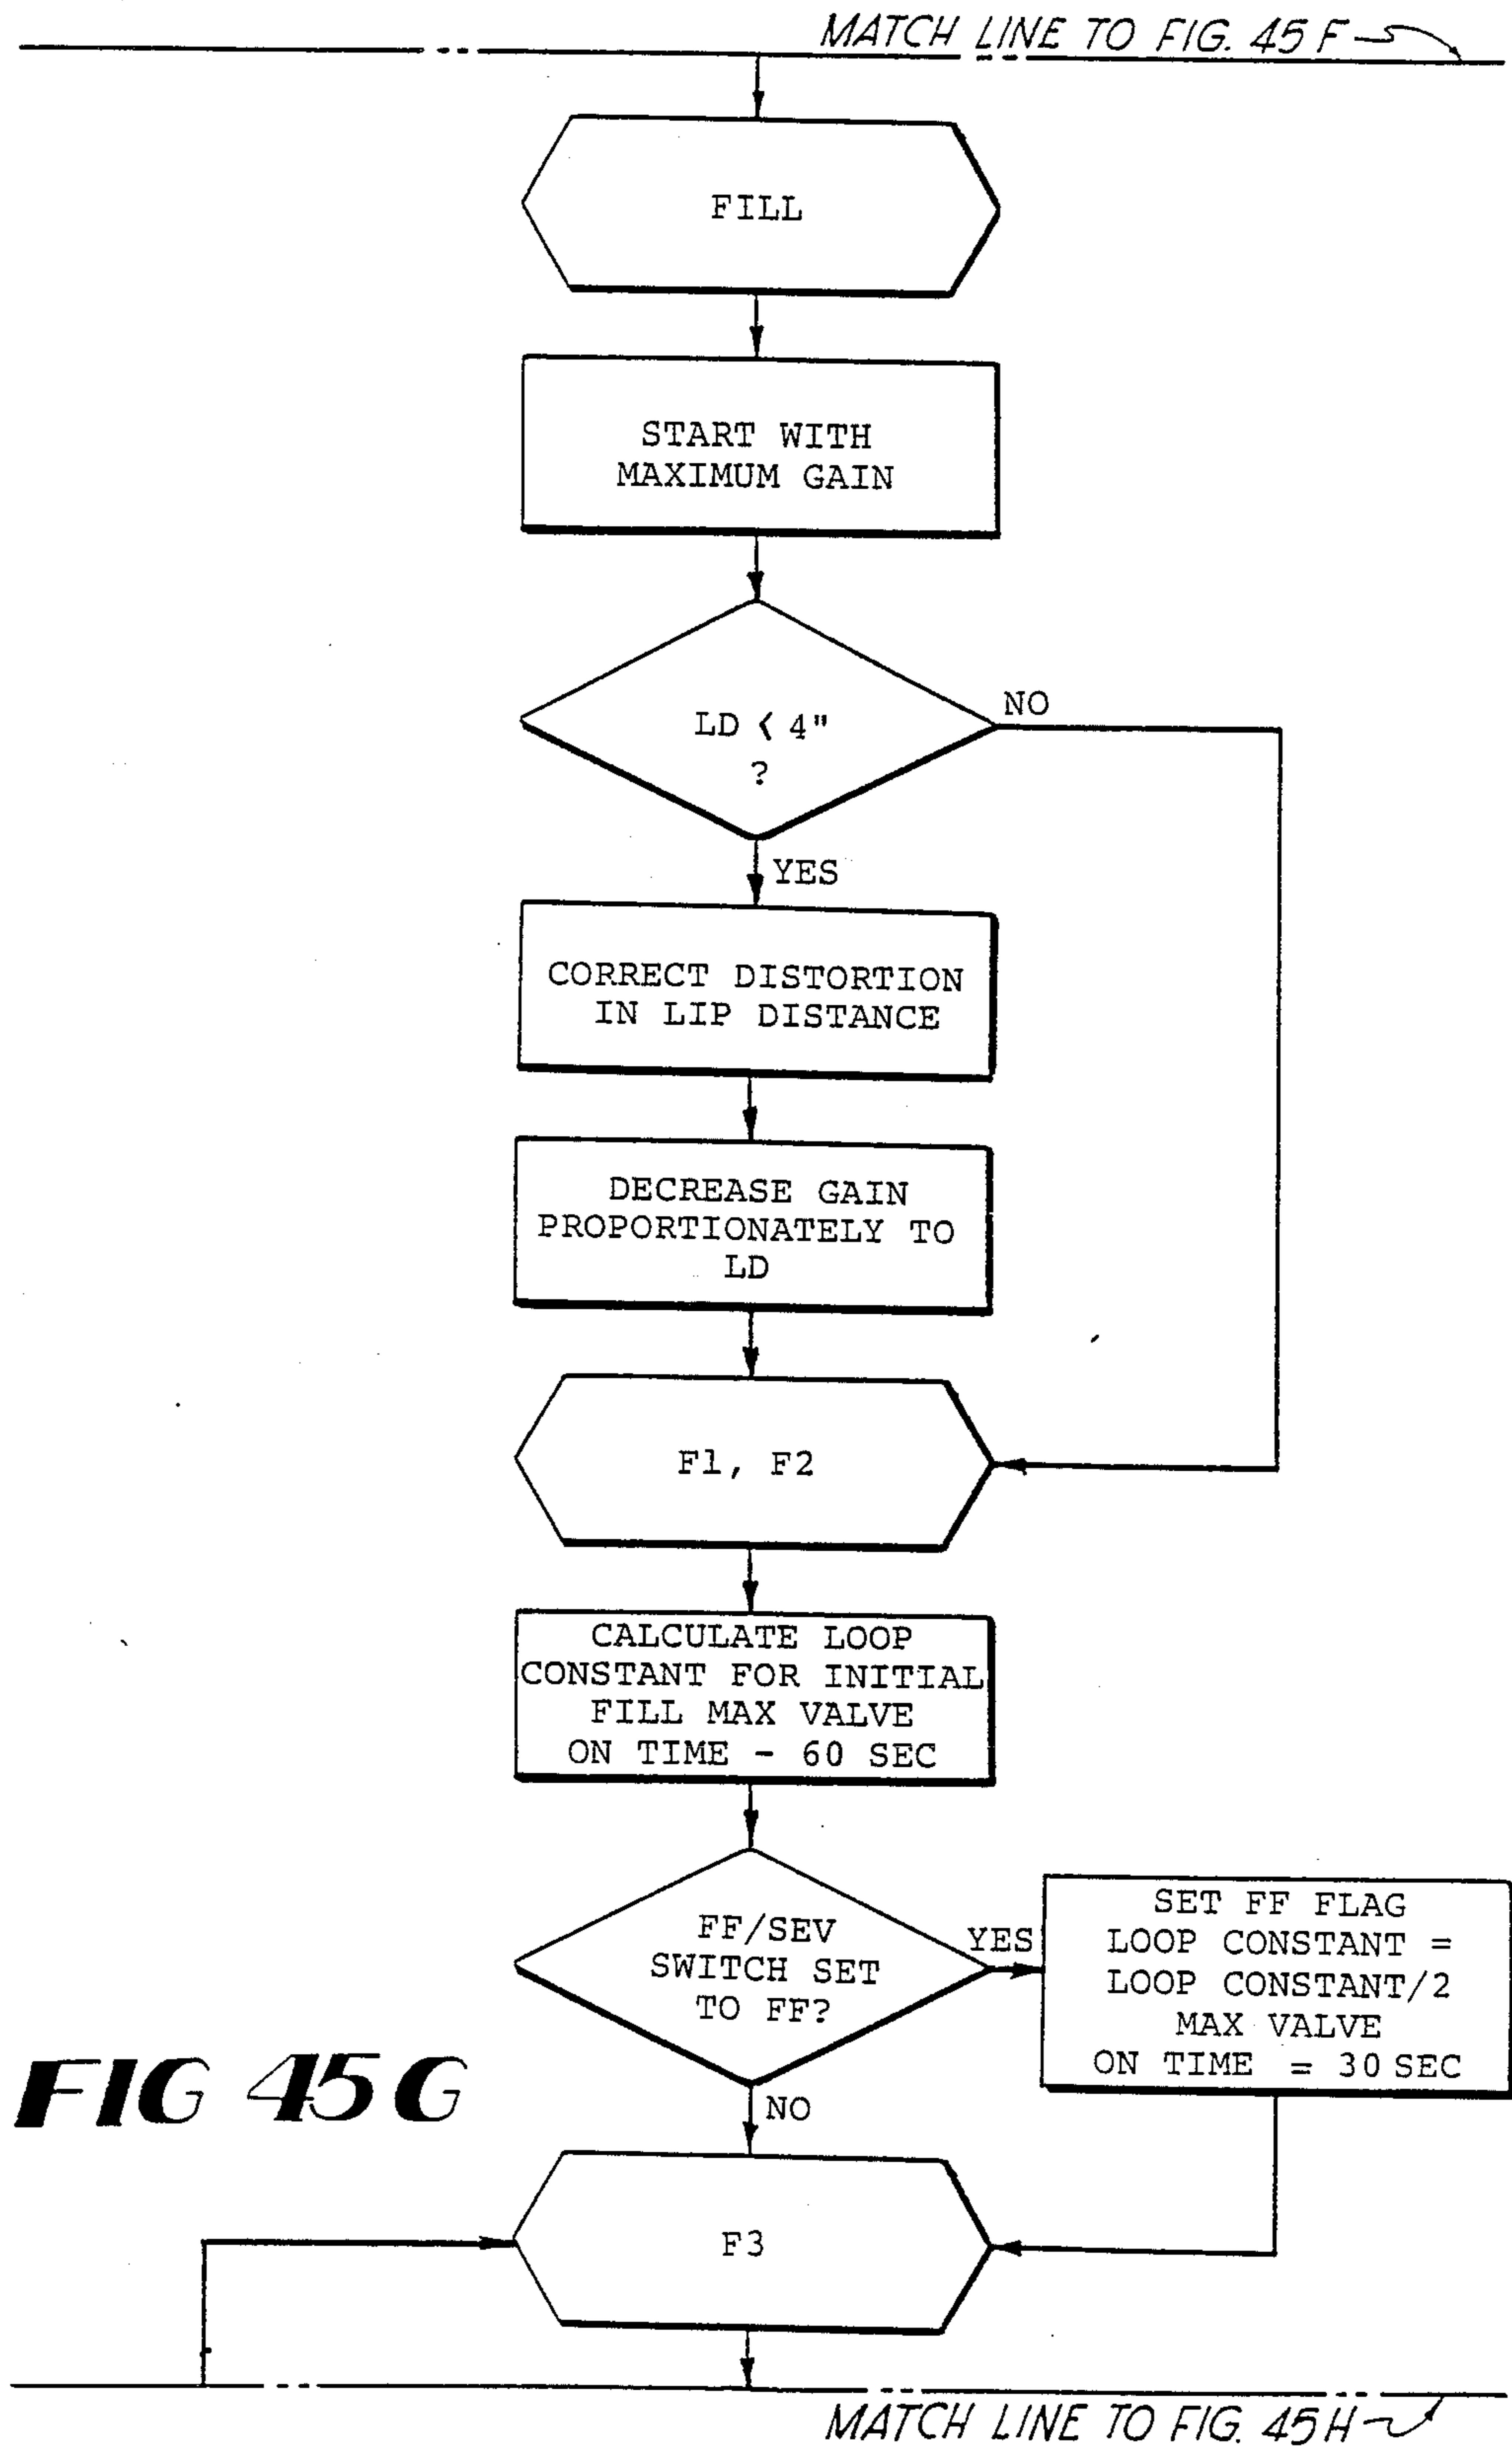 MATCH LINE TO FIG. 45 F
FILL
START WITH
MAXIMUM GAIN
LD < 4"
?
NO
YES
CORRECT DISTORTION
IN LIP DISTANCE
DECREASE GAIN
PROPORTIONATELY TO
LD
F1, F2
CALCULATE LOOP
CONSTANT FOR INITIAL
FILL MAX VALVE
ON TIME - 60 SEC
FF/SEV
SWITCH SET
TO FF?
YES
SET FF FLAG
LOOP CONSTANT =
LOOP CONSTANT/2
MAX VALVE
ON TIME = 30 SEC
NO
FIG 45G
F3
MATCH LINE TO FIG. 45 H